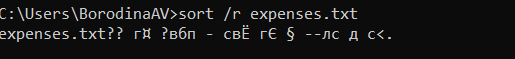 C:\Users\BorodinaAV>sort /r expenses.txt
expenses.txt?? г¤ ?вбп - свЁ гЄ § --лс д с<.